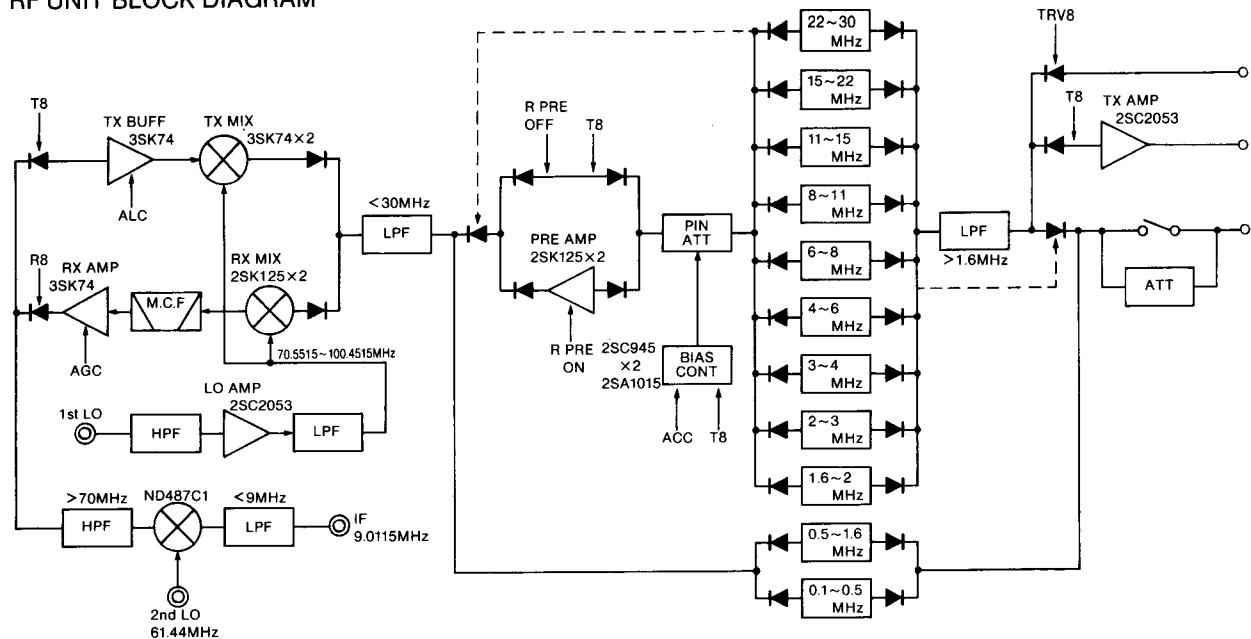 RF UNIT BLOCK DIAGRAM
T8
TX BUFF
3SK74
TX MIX
3SK74×2
ALC
R8
RX AMP
3SK74
M.C.F
RX MIX
2SK125×2
AGC
70.5515~100.4515MHz
LO AMP
2SC2053
1st LO
HPF
LPF
>70MHz
HPF
ND487C1
<9MHz
LPF
IF
9.0115MHz
2nd LO
61.44MHz
<30MHz
LPF
R PRE
OFF
T8
PRE AMP
2SK125×2
R PRE
ON
PIN
ATT
2SC945
×2
2SA1015
BIAS
CONT
ACC
T8
22~30
MHz
15~22
MHz
11~15
MHz
8~11
MHz
6~8
MHz
4~6
MHz
3~4
MHz
2~3
MHz
1.6~2
MHz
0.5~1.6
MHz
0.1~0.5
MHz
LPF
>1.6MHz
TRV8
T8
TX AMP
2SC2053
ATT